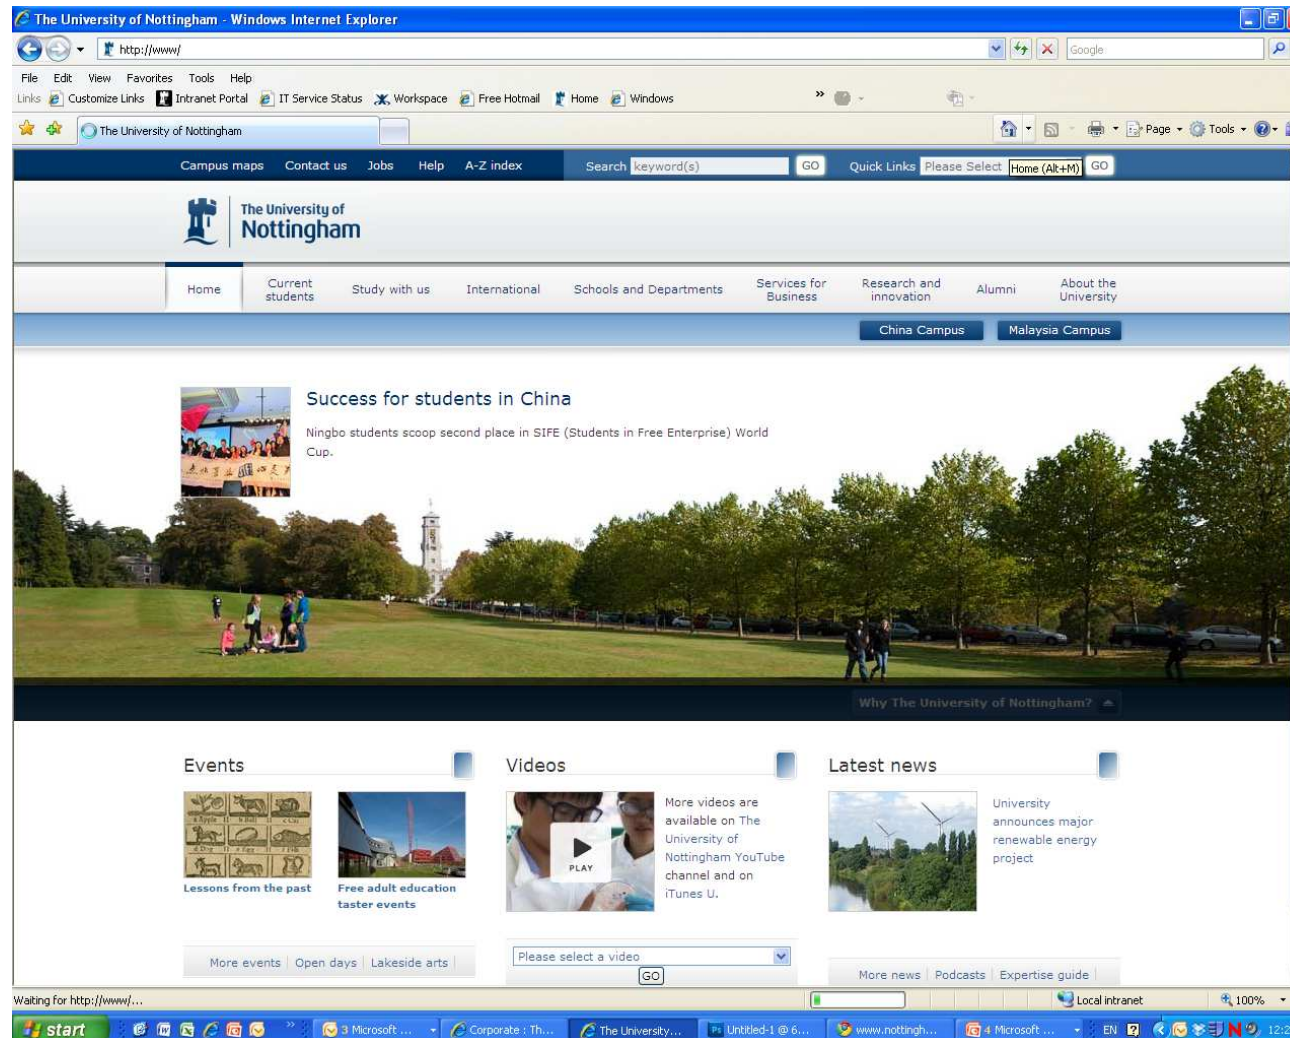 The University of Nottingham - Windows Internet Explorer
http://www/
Google
File Edit View Favorites Tools Help
Links Customize Links Intranet Portal IT Service Status Workspace Free Hotmail Home Windows »
The University of Nottingham
Page Tools
Campus maps Contact us Jobs Help A-Z index Search keyword(s) GO Quick Links Please Select Home (Alt+M) GO
The University of
Nottingham
Home Current students Study with us International Schools and Departments Services for Business Research and innovation Alumni About the University
China Campus Malaysia Campus
Success for students in China
Ningbo students scoop second place in SIFE (Students in Free Enterprise) World
Cup.
Why The University of Nottingham?
Events
Lessons from the past
Free adult education
taster events
More events Open days Lakeside arts
Videos
PLAY
More videos are
available on The
University of
Nottingham YouTube
channel and on
iTunes U.
Please select a video
GO
Latest news
University
announces major
renewable energy
project
More news Podcasts Expertise guide
Waiting for http://www/...
Local intranet 100%
start » 3 Microsoft ... Corporate : Th... The University... Untitled-1 @ 6... www.nottingh... 4 Microsoft ... EN 12:2